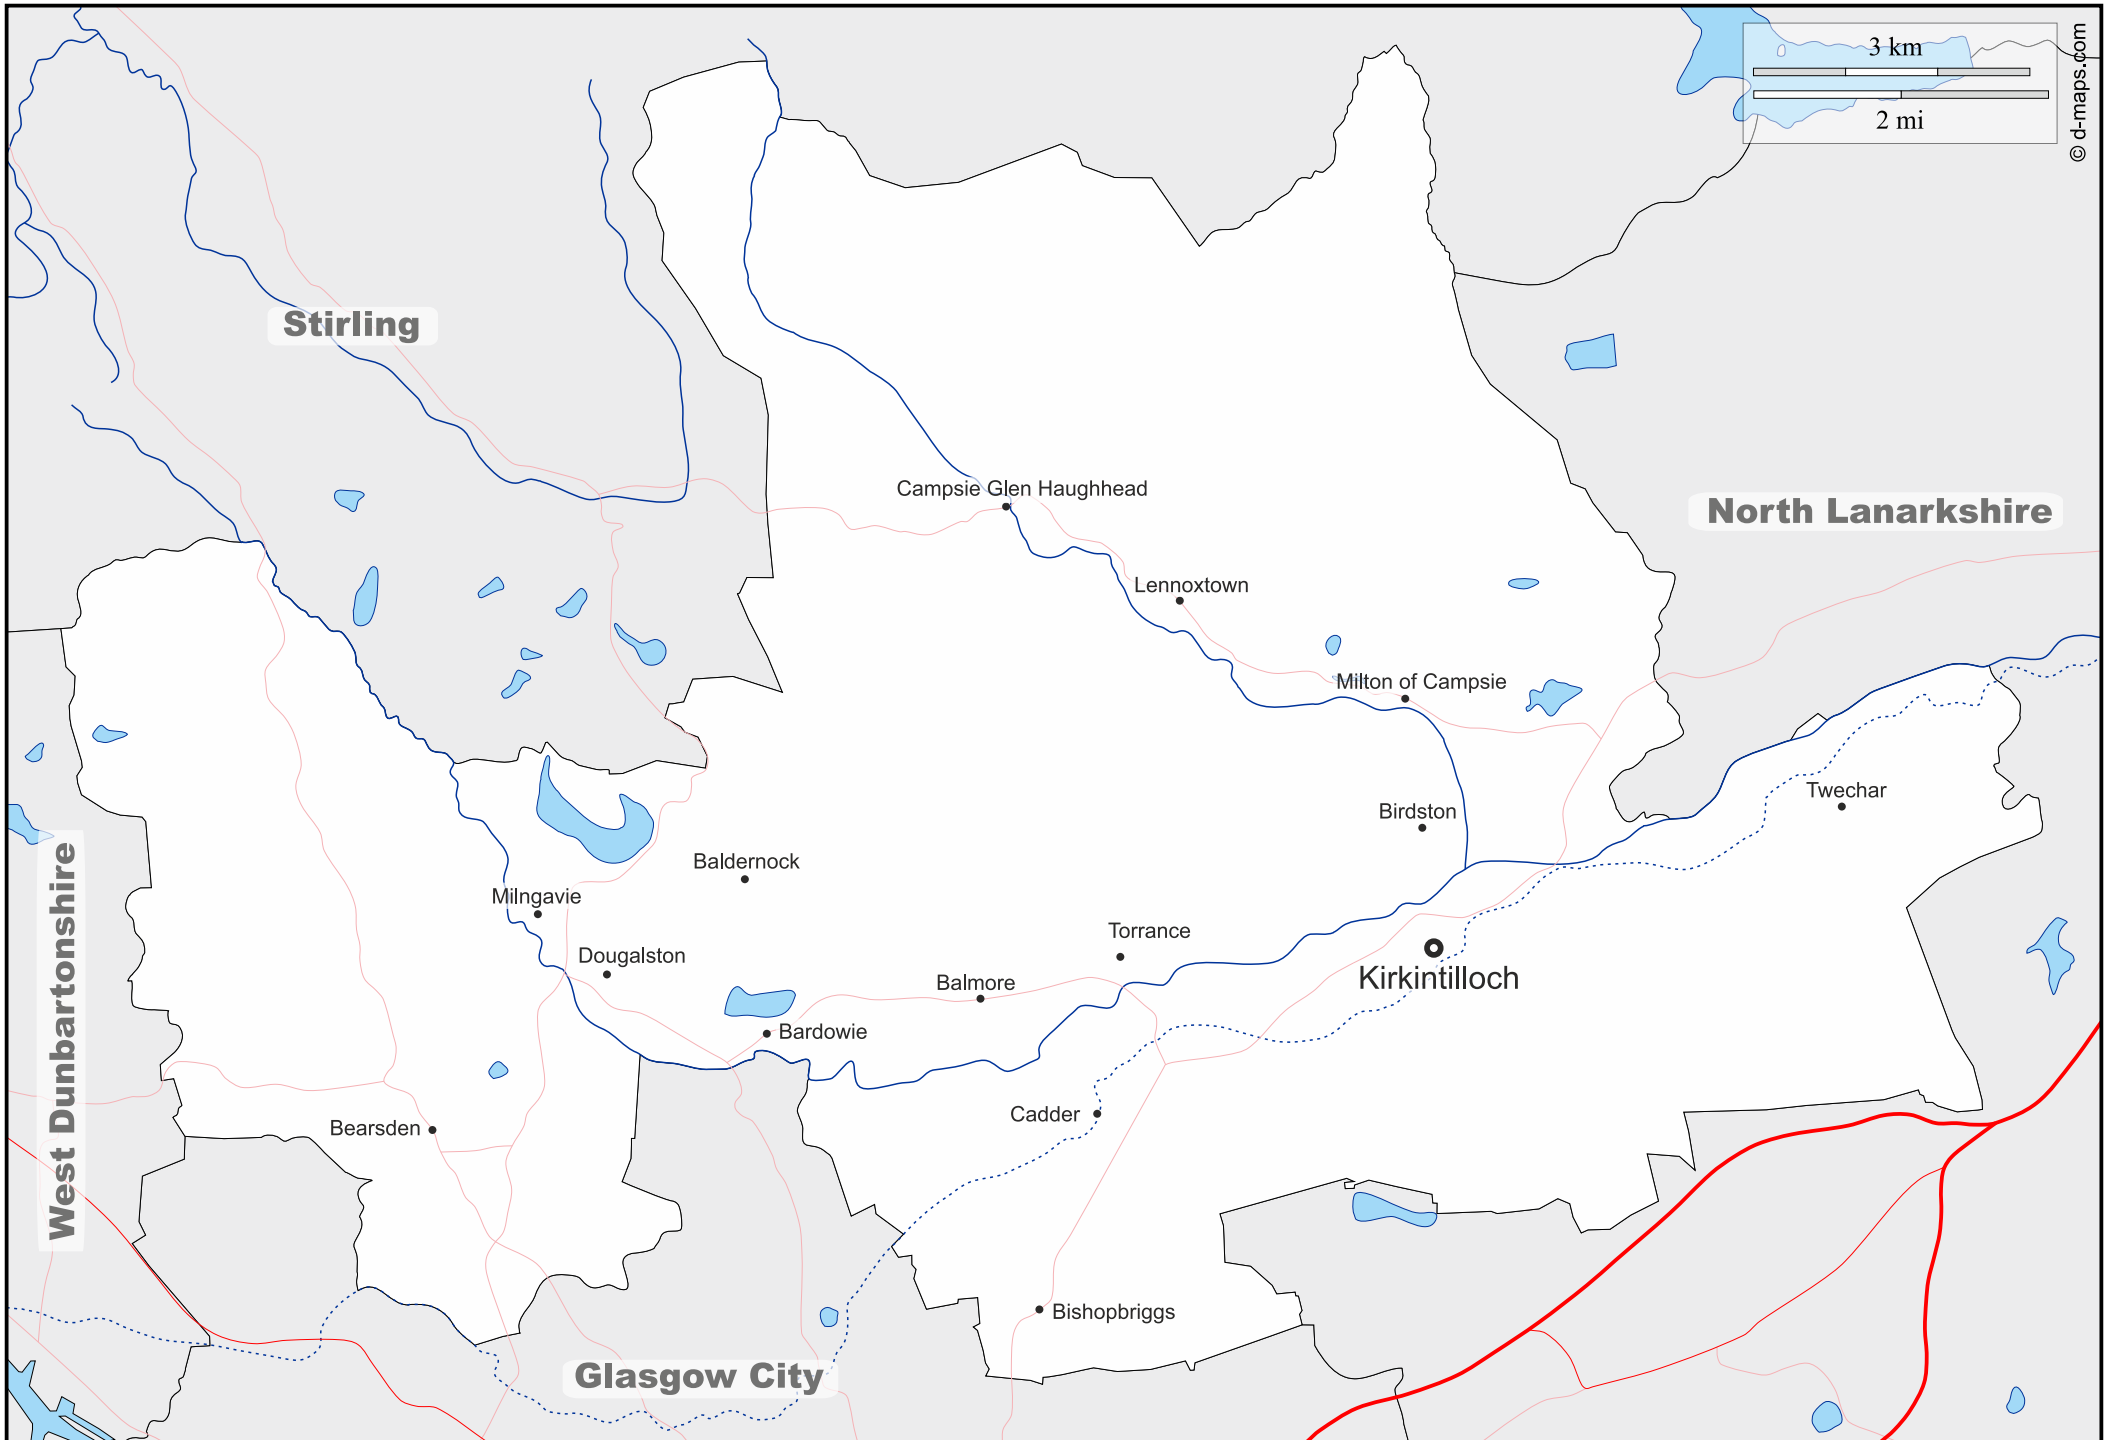 3 km
2 mi
© d-maps.com
Stirling
North Lanarkshire
Campsie Glen Haughhead
Lennoxtown
Milton of Campsie
Twechar
Birdston
Baldernock
Milngavie
Torrance
Dougalston
Kirkintilloch
Balmore
Bardowie
West Dunbartonshire
Cadder
Bearsden
Bishopbriggs
Glasgow City